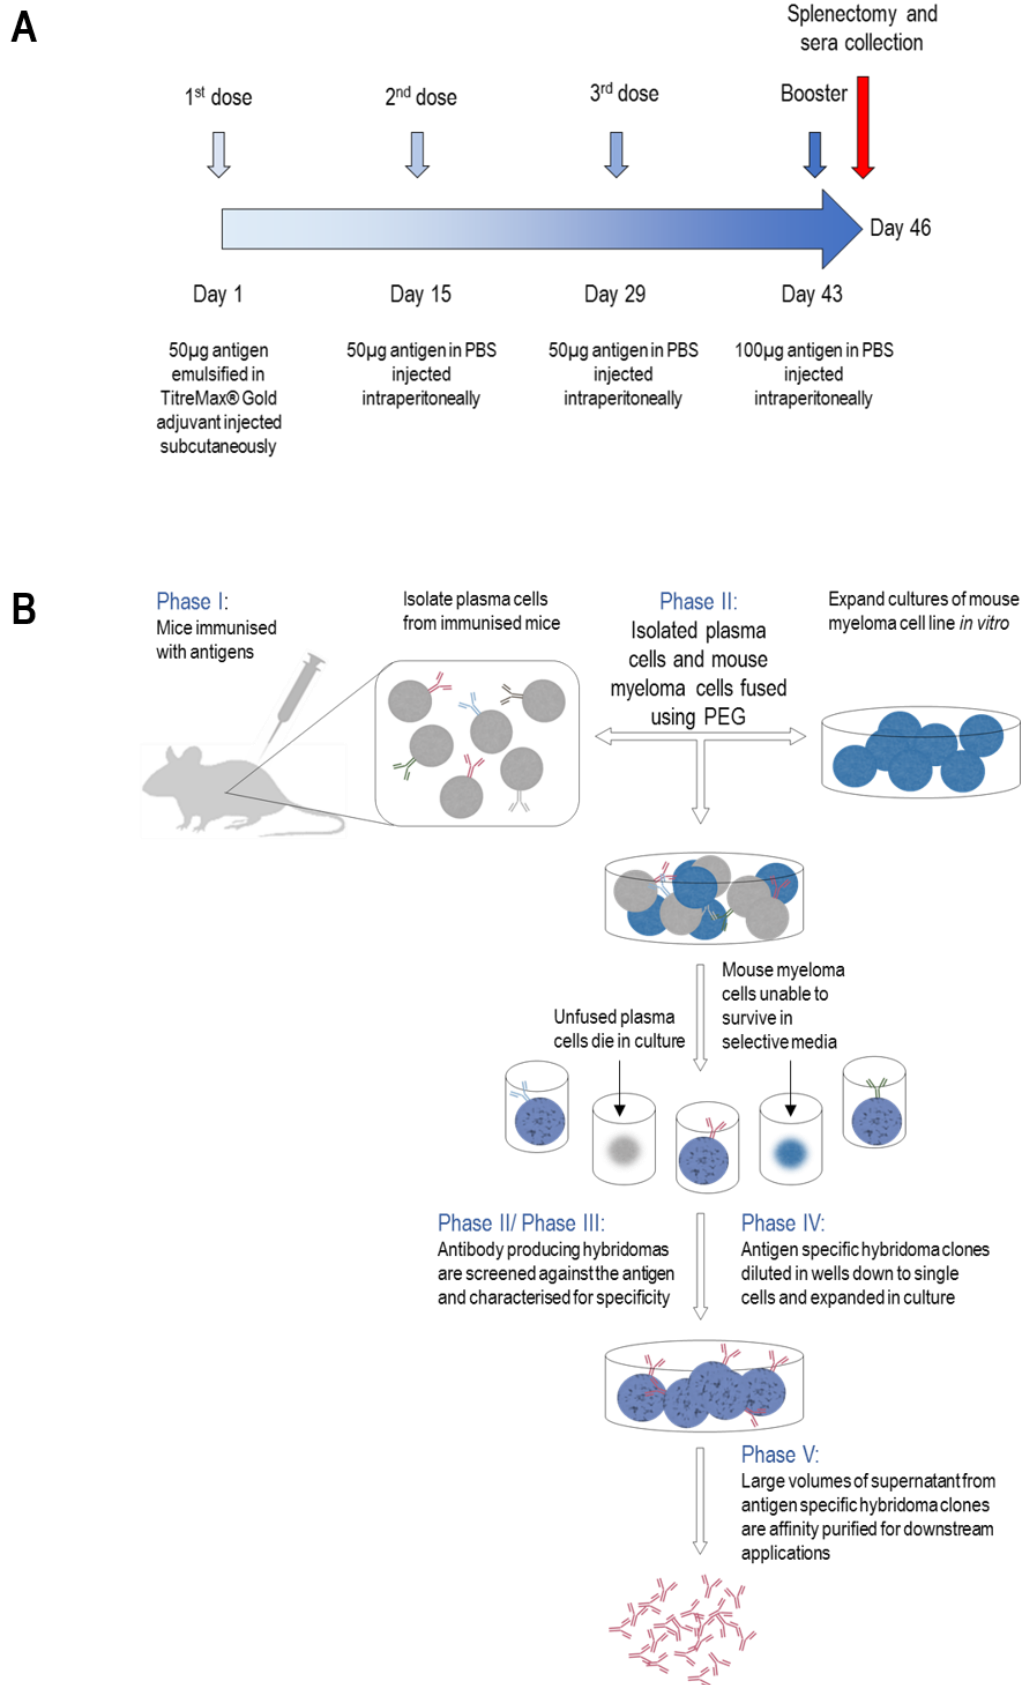 A
Splenectomy and
sera collection
1st dose
2nd dose
3rd dose
Booster
Day 46
Day 1
Day 15
Day 29
Day 43
50µg antigen
emulsified in
TitreMax® Gold
adjuvant injected
subcutaneously
50µg antigen in PBS
injected
intraperitoneally
50µg antigen in PBS
injected
intraperitoneally
100µg antigen in PBS
injected
intraperitoneally
B
Phase I:
Mice immunised
with antigens
Isolate plasma cells
from immunised mice
Phase II:
Isolated plasma
cells and mouse
myeloma cells fused
using PEG
Expand cultures of mouse
myeloma cell line in vitro
Unfused plasma
cells die in culture
Mouse myeloma
cells unable to
survive in
selective media
Phase II/ Phase III:
Antibody producing hybridomas
are screened against the antigen
and characterised for specificity
Phase IV:
Antigen specific hybridoma clones
diluted in wells down to single
cells and expanded in culture
Phase V:
Large volumes of supernatant from
antigen specific hybridoma clones
are affinity purified for downstream
applications